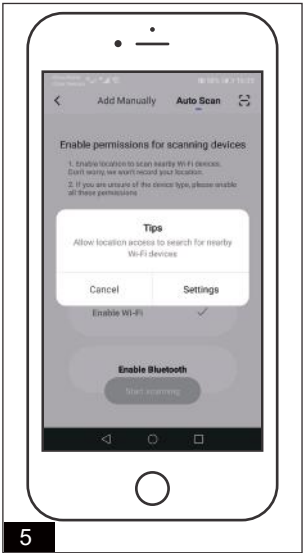 Add Manually Auto Scan
Enable permissions for scanning devices
1. Enable location to scan nearby Wi-Fi devices.
Don't worry, we won't record your location.
2. If you are unsure of the device type, please enable
all these permissions
Tips
Allow location access to search for nearby
Wi-Fi devices
Cancel Settings
Enable Wi-Fi
Enable Bluetooth
Start scanning
5